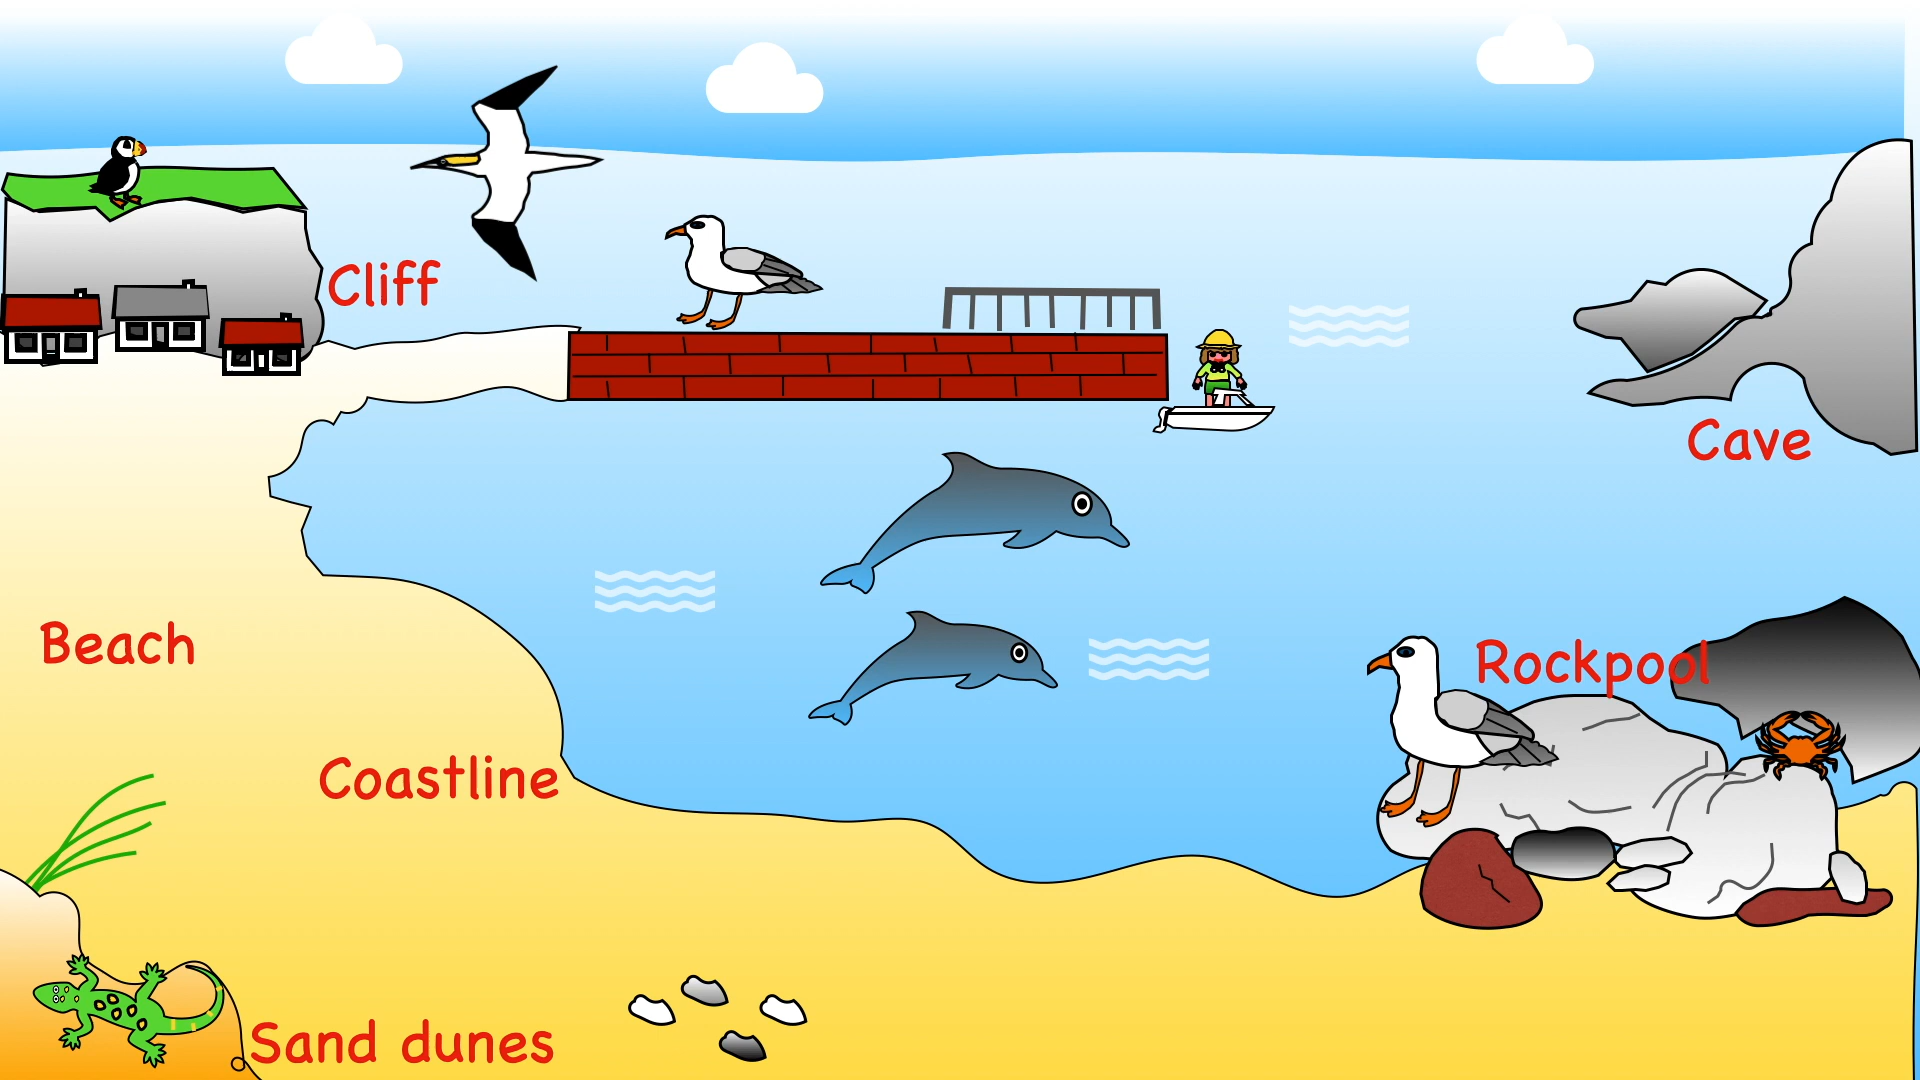 Cliff
Cave
Beach
Rockpool
Coastline
Sand dunes